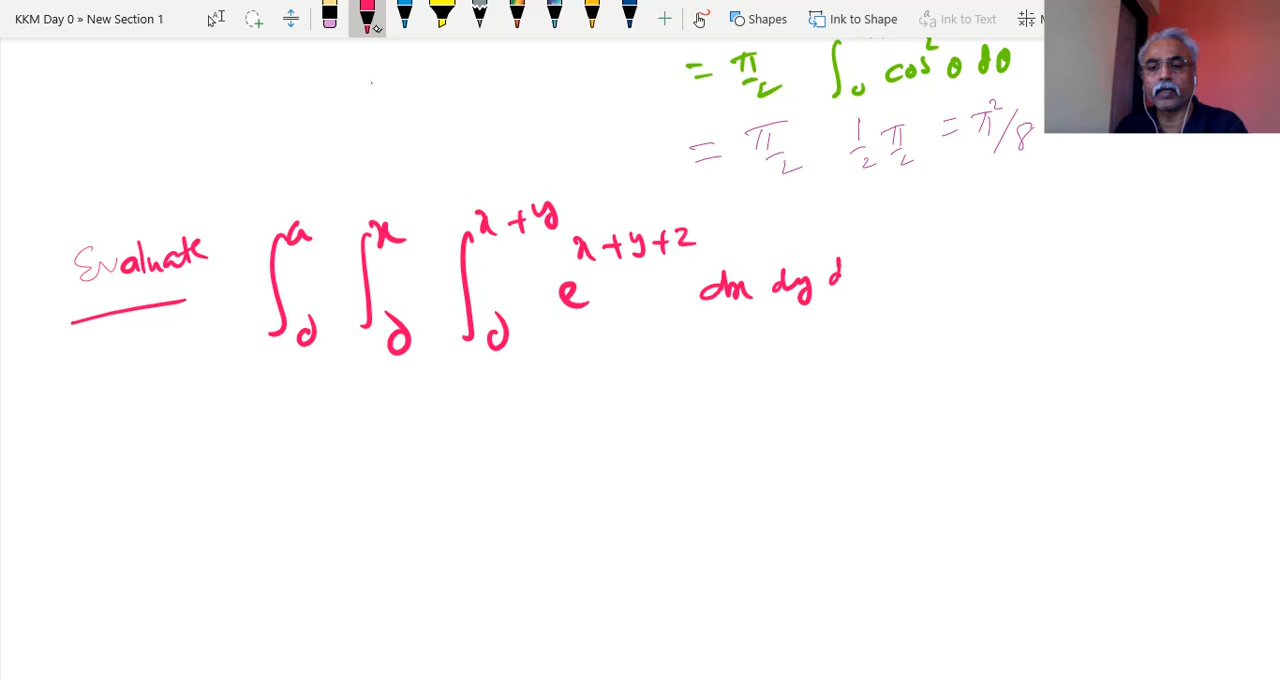 KKM Day 0 » New Section 1
Shapes
Ink to Shape
Ink to Text
= π/2 ∫₀ cos² θ dθ
= π/2 1/2 π/2 = π²/8
Evaluate ∫₀^a ∫₀^x ∫₀^(x+y) e^(x+y+z) dx dy d